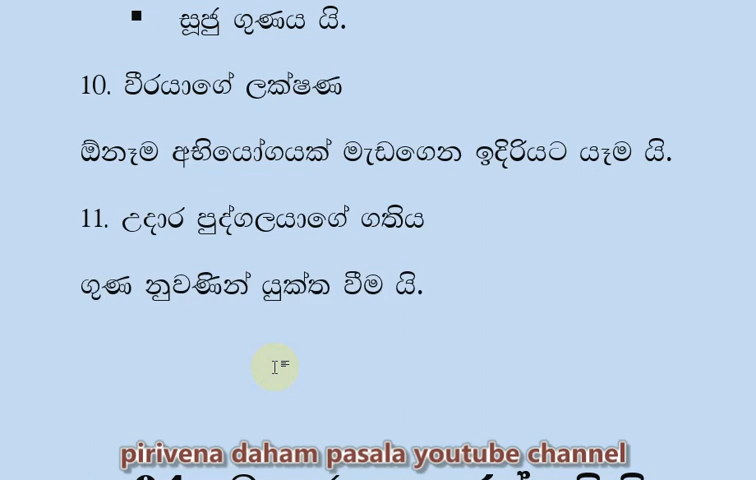 ▪ සූජු ගුණය යි.
10. වීරයාගේ ලක්ෂණ
ඕනෑම අභියෝගයක් මැඩගෙන ඉදිරියට යෑම යි.
11. උදාර පුද්ගලයාගේ ගතිය
ගුණ නුවණින් යුක්ත වීම යි.
pirivena daham pasala youtube channel